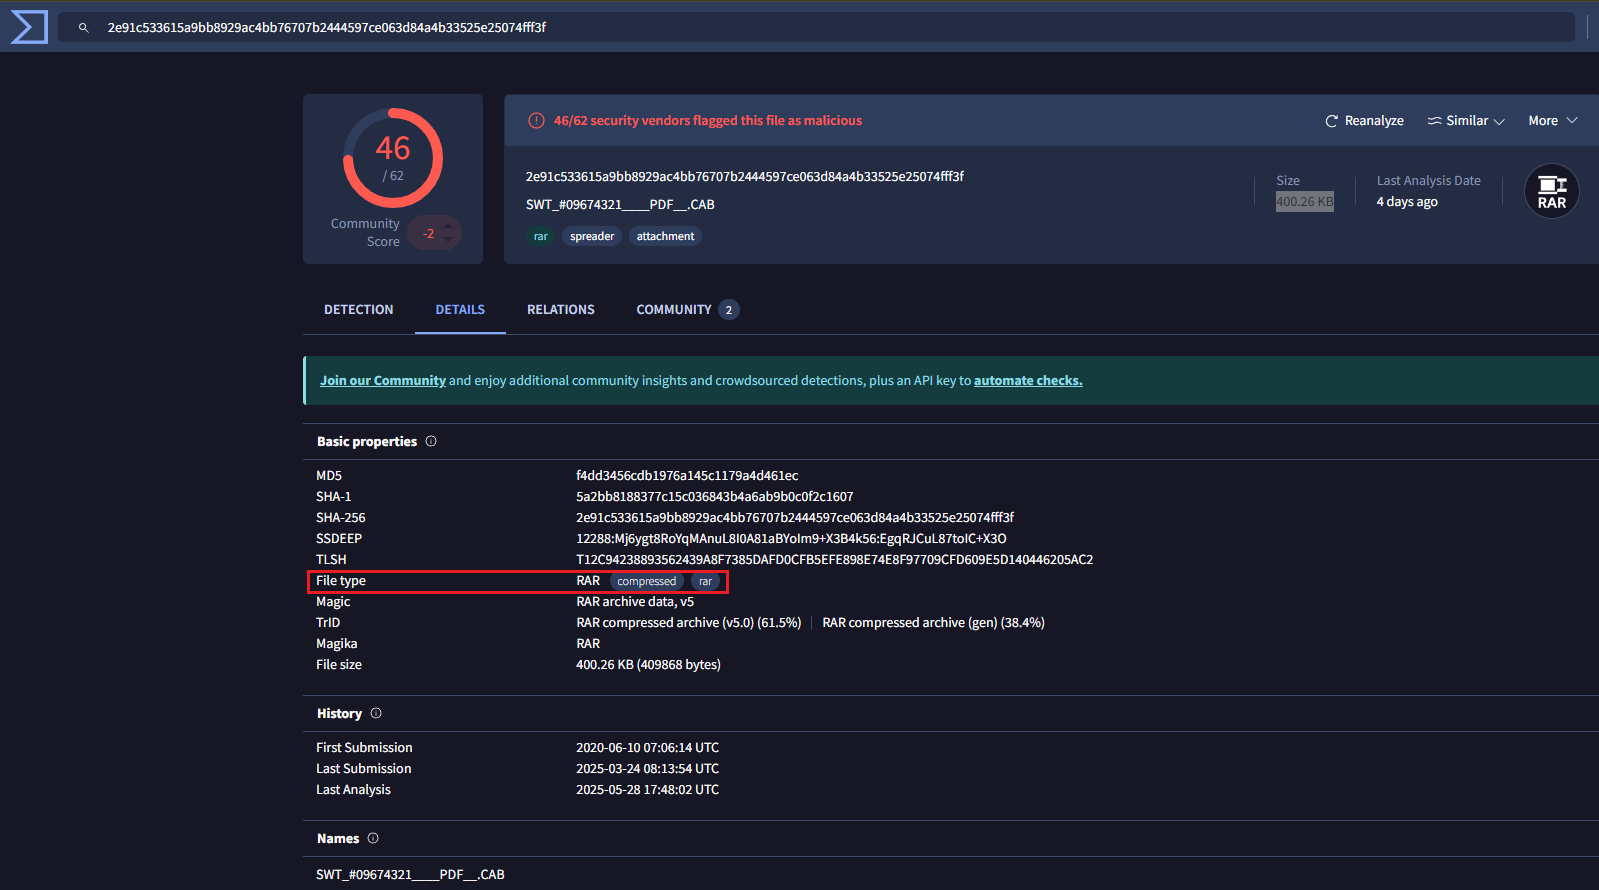 2e91c533615a9bb8929ac4bb76707b2444597ce063d84a4b33525e25074fff3f
46
/ 62
Community Score
-2
46/62 security vendors flagged this file as malicious
Reanalyze
Similar
More
2e91c533615a9bb8929ac4bb76707b2444597ce063d84a4b33525e25074fff3f
SWT_#09674321____PDF__.CAB
rar spreader attachment
Size
400.26 KB
Last Analysis Date
4 days ago
RAR
DETECTION DETAILS RELATIONS COMMUNITY 2
Join our Community and enjoy additional community insights and crowdsourced detections, plus an API key to automate checks.
Basic properties
MD5 f4dd3456cdb1976a145c1179a4d461ec
SHA-1 5a2bb8188377c15c036843b4a6ab9b0c0f2c1607
SHA-256 2e91c533615a9bb8929ac4bb76707b2444597ce063d84a4b33525e25074fff3f
SSDEEP 12288:Mj6ygt8RoYqMAnuL8I0A81aBYoIm9+X3B4k56:EgqRJCuL87toIC+X3O
TLSH T12C94238893562439A8F7385DAFD0CFB5EFE898E74E8F97709CFD609E5D140446205AC2
File type RAR compressed rar
Magic RAR archive data, v5
TrID RAR compressed archive (v5.0) (61.5%) | RAR compressed archive (gen) (38.4%)
Magika RAR
File size 400.26 KB (409868 bytes)
History
First Submission 2020-06-10 07:06:14 UTC
Last Submission 2025-03-24 08:13:54 UTC
Last Analysis 2025-05-28 17:48:02 UTC
Names
SWT_#09674321____PDF__.CAB